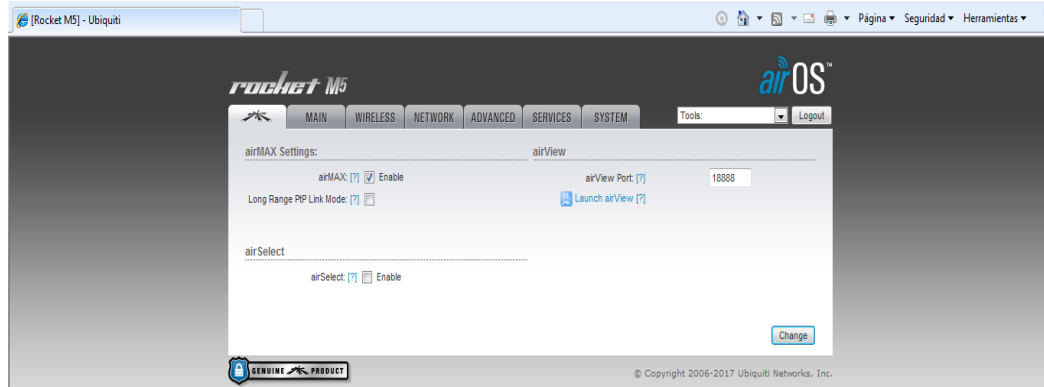 [Rocket M5] - Ubiquiti
Página Seguridad Herramientas
rocket M5
airOS™
MAIN WIRELESS NETWORK ADVANCED SERVICES SYSTEM Tools: Logout
airMAX Settings:
airMAX: [?] Enable
Long Range PtP Link Mode: [?]
airView
airView Port: [?] 18888
Launch airView [?]
airSelect
airSelect: [?] Enable
Change
GENUINE PRODUCT
© Copyright 2006-2017 Ubiquiti Networks, Inc.